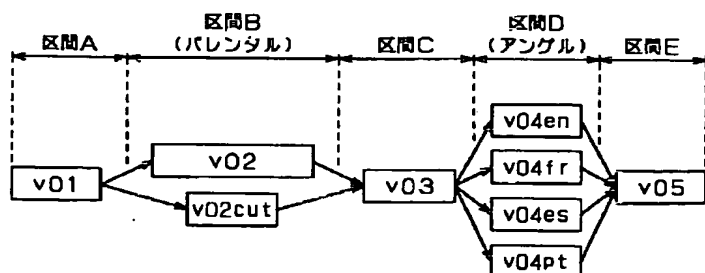 区間A
区間B
(パレンタル)
区間C
区間D
(アングル)
区間E
v01
v02
v02cut
v03
v04en
v04fr
v04es
v04pt
v05